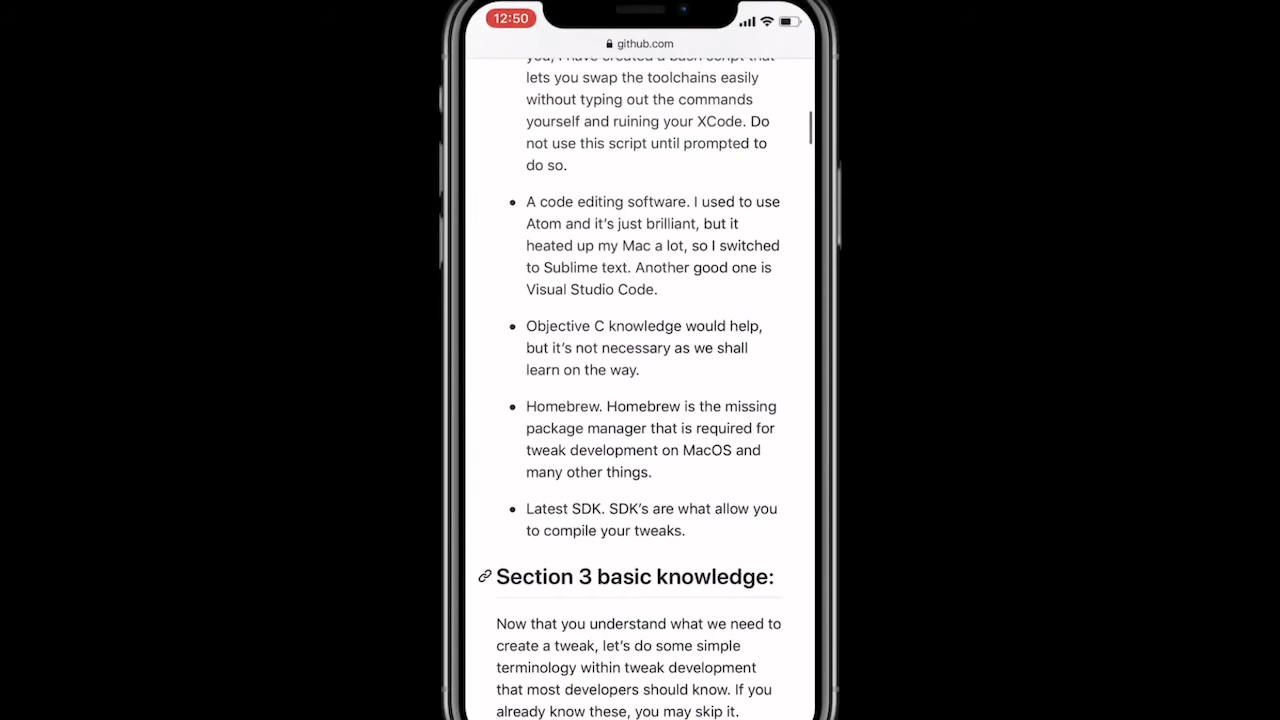 12:50
github.com
you, I have created a bash script that
lets you swap the toolchains easily
without typing out the commands
yourself and ruining your XCode. Do
not use this script until prompted to
do so.
A code editing software. I used to use
Atom and it’s just brilliant, but it
heated up my Mac a lot, so I switched
to Sublime text. Another good one is
Visual Studio Code.
Objective C knowledge would help,
but it’s not necessary as we shall
learn on the way.
Homebrew. Homebrew is the missing
package manager that is required for
tweak development on MacOS and
many other things.
Latest SDK. SDK’s are what allow you
to compile your tweaks.
Section 3 basic knowledge:
Now that you understand what we need to
create a tweak, let’s do some simple
terminology within tweak development
that most developers should know. If you
already know these, you may skip it.